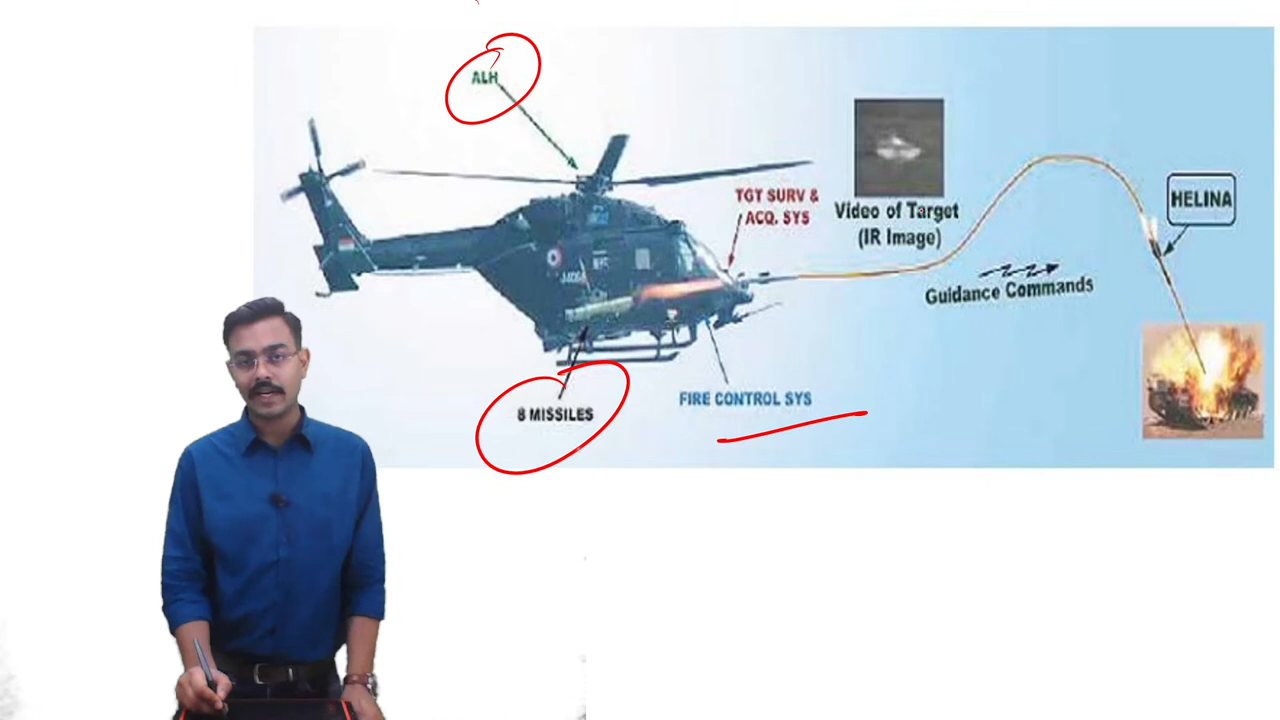 ALH
TGT SURV &
ACQ. SYS
Video of Target
(IR Image)
HELINA
Guidance Commands
8 MISSILES
FIRE CONTROL SYS